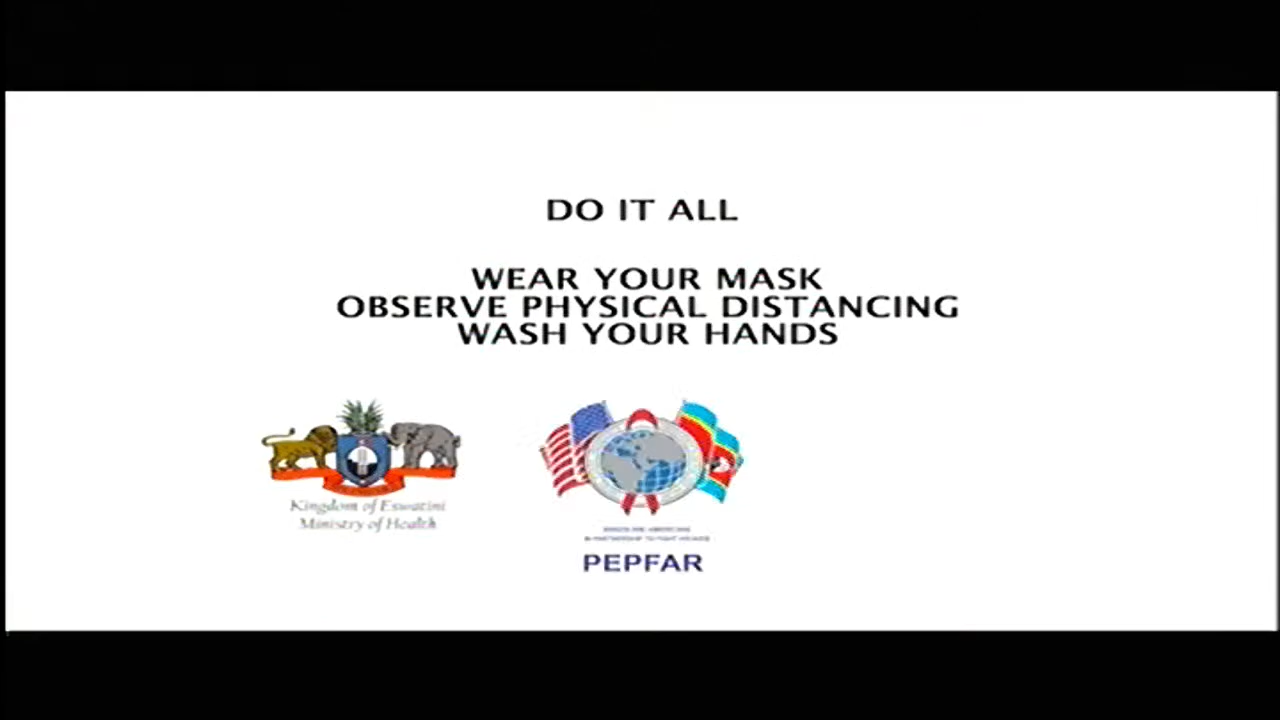 DO IT ALL
WEAR YOUR MASK
OBSERVE PHYSICAL DISTANCING
WASH YOUR HANDS
Kingdom of Eswatini
Ministry of Health
PEPFAR